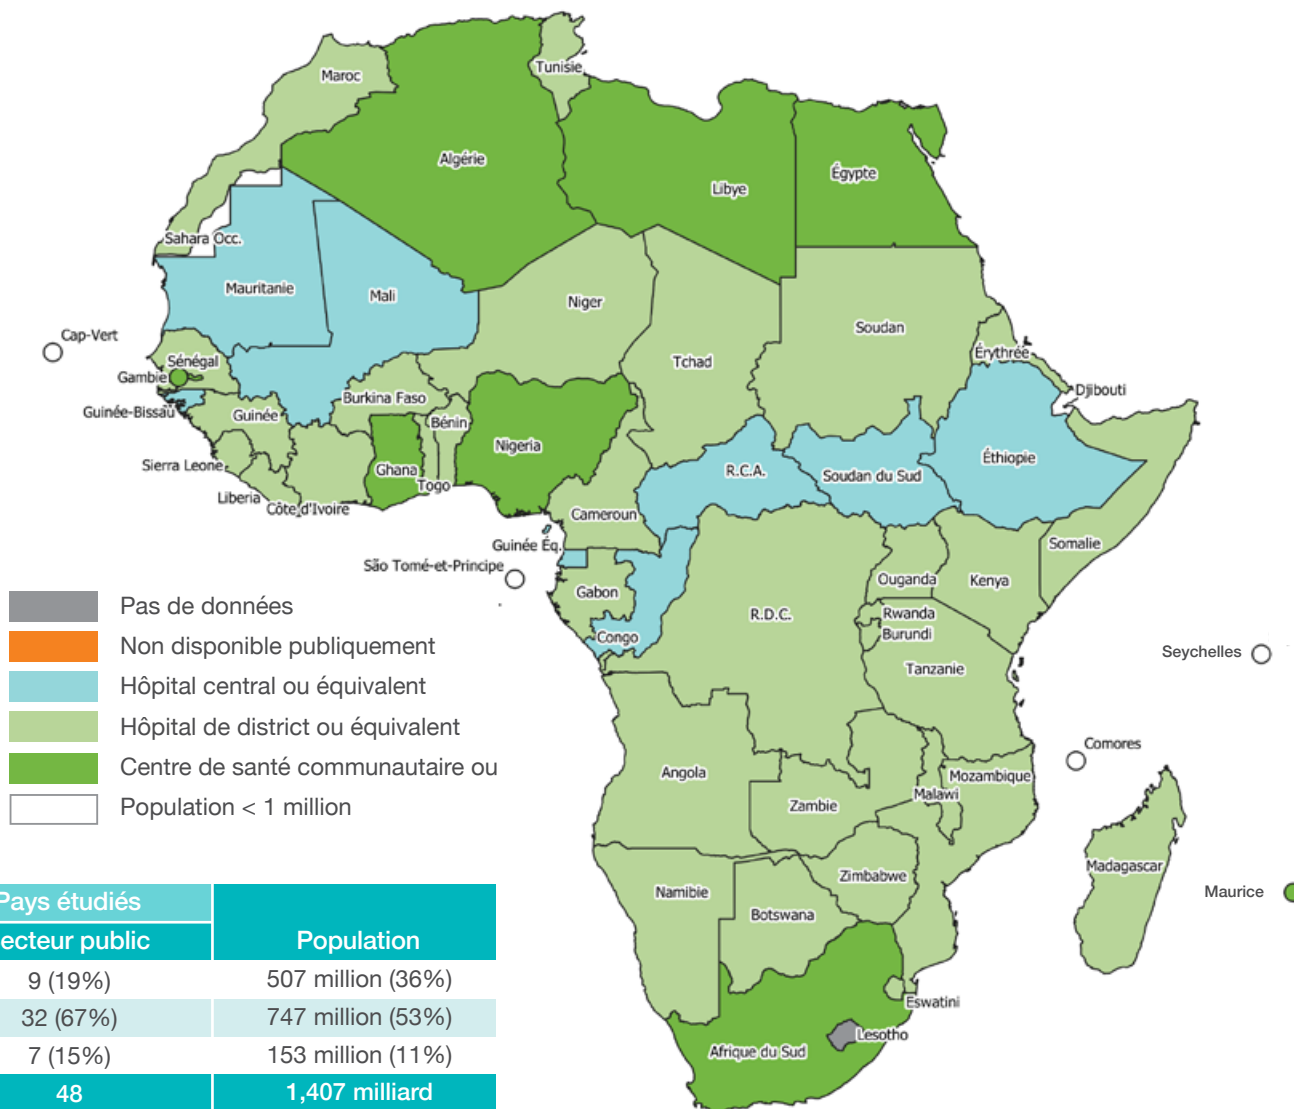 Maroc
Tunisie
Algérie
Libye
Égypte
Sahara Occ.
Mauritanie
Mali
Niger
Soudan
Cap-Vert
Sénégal
Tchad
Érythrée
Gambie
Djibouti
Burkina Faso
Guinée-Bissau
Guinée
Bénin
Nigeria
Éthiopie
Sierra Leone
Ghana
R.C.A.
Soudan du Sud
Togo
Liberia
Côte d'Ivoire
Cameroun
Guinée Éq.
Somalie
São Tomé-et-Principe
Ouganda
Kenya
Gabon
R.D.C.
Rwanda
Congo
Burundi
Seychelles
Tanzanie
Comores
Angola
Mozambique
Malawi
Zambie
Madagascar
Zimbabwe
Maurice
Namibie
Botswana
Eswatini
Lesotho
Afrique du Sud
Pas de données
Non disponible publiquement
Hôpital central ou équivalent
Hôpital de district ou équivalent
Centre de santé communautaire ou
Population < 1 million
Pays étudiés
ecteur public Population
9 (19%) 507 million (36%)
32 (67%) 747 million (53%)
7 (15%) 153 million (11%)
48 1,407 milliard